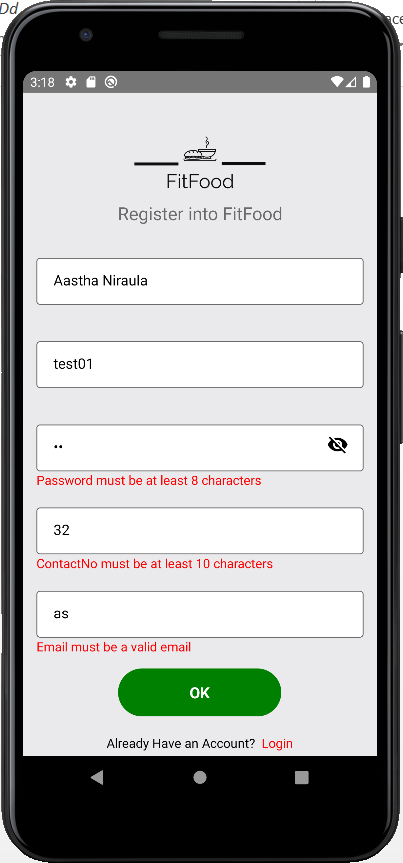 Dd
3:18
FitFood
Register into FitFood
Aastha Niraula
test01
••
Password must be at least 8 characters
32
ContactNo must be at least 10 characters
as
Email must be a valid email
OK
Already Have an Account? Login